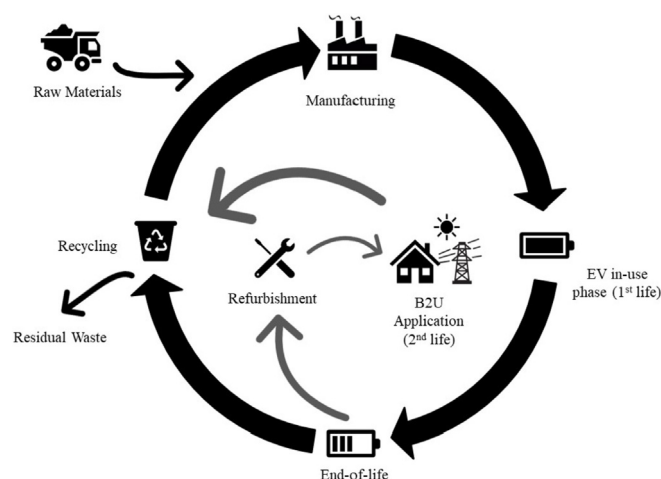 Raw Materials
Manufacturing
Recycling
Refurbishment
B2U
Application
(2nd life)
EV in-use
phase (1st life)
Residual Waste
End-of-life